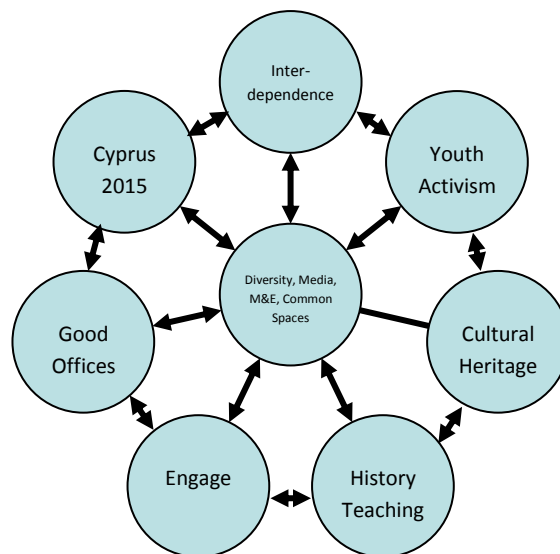 Inter-
dependence
Cyprus
2015
Youth
Activism
Diversity, Media,
M&E, Common
Spaces
Good
Offices
Cultural
Heritage
Engage
History
Teaching